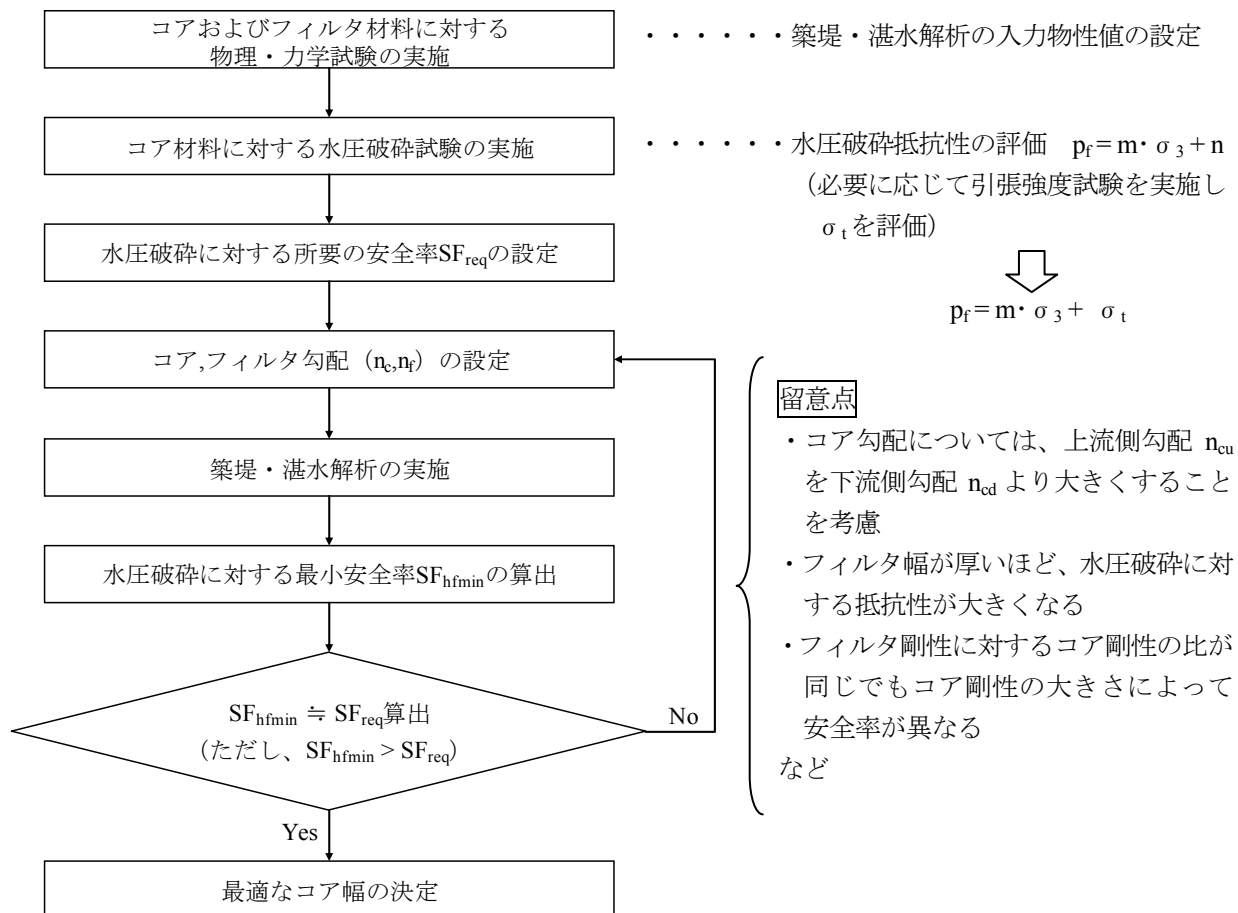 コアおよびフィルタ材料に対する
物理・力学試験の実施
・・・・・・築堤・湛水解析の入力物性値の設定
コア材料に対する水圧破砕試験の実施
・・・・・・水圧破砕抵抗性の評価 pf = m・σ3 + n
（必要に応じて引張強度試験を実施し
σtを評価）
水圧破砕に対する所要の安全率SFreqの設定
pf = m・σ3 + σt
コア,フィルタ勾配（nc,nf）の設定
留意点
・コア勾配については、上流側勾配 ncu
を下流側勾配 ncd より大きくすること
を考慮
・フィルタ幅が厚いほど、水圧破砕に対
する抵抗性が大きくなる
・フィルタ剛性に対するコア剛性の比が
同じでもコア剛性の大きさによって
安全率が異なる
など
築堤・湛水解析の実施
水圧破砕に対する最小安全率SFhfminの算出
SFhfmin ≒ SFreq算出
（ただし、SFhfmin > SFreq）
No
Yes
最適なコア幅の決定